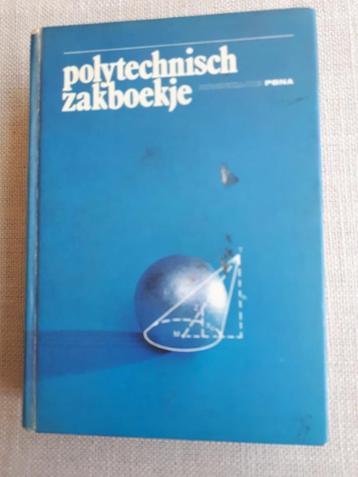 polytechnisch
zakboekje
PBNA
M